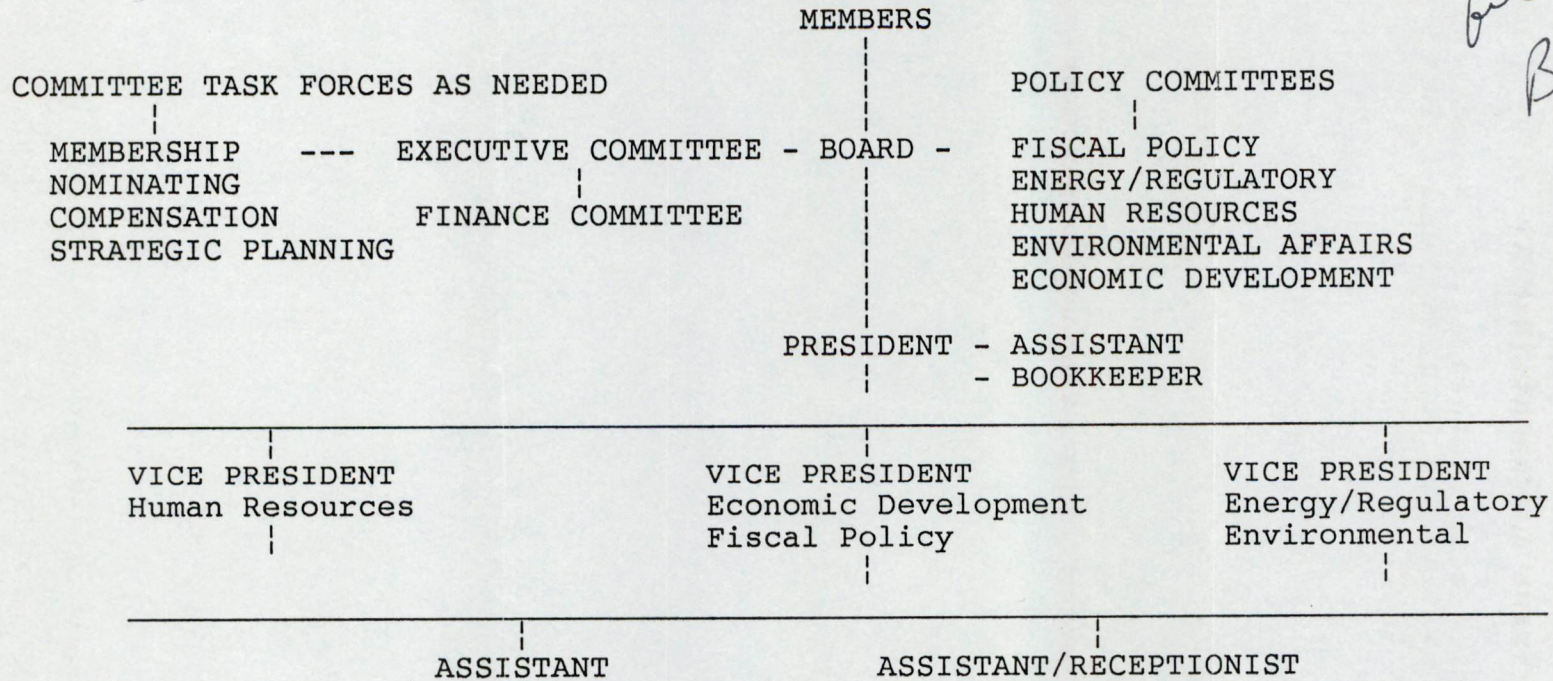 MEMBERS
COMMITTEE TASK FORCES AS NEEDED
POLICY COMMITTEES
MEMBERSHIP --- EXECUTIVE COMMITTEE - BOARD - FISCAL POLICY
NOMINATING ENERGY/REGULATORY
COMPENSATION FINANCE COMMITTEE HUMAN RESOURCES
STRATEGIC PLANNING ENVIRONMENTAL AFFAIRS
ECONOMIC DEVELOPMENT
PRESIDENT - ASSISTANT
- BOOKKEEPER
VICE PRESIDENT VICE PRESIDENT VICE PRESIDENT
Human Resources Economic Development Energy/Regulatory
Fiscal Policy Environmental
ASSISTANT ASSISTANT/RECEPTIONIST